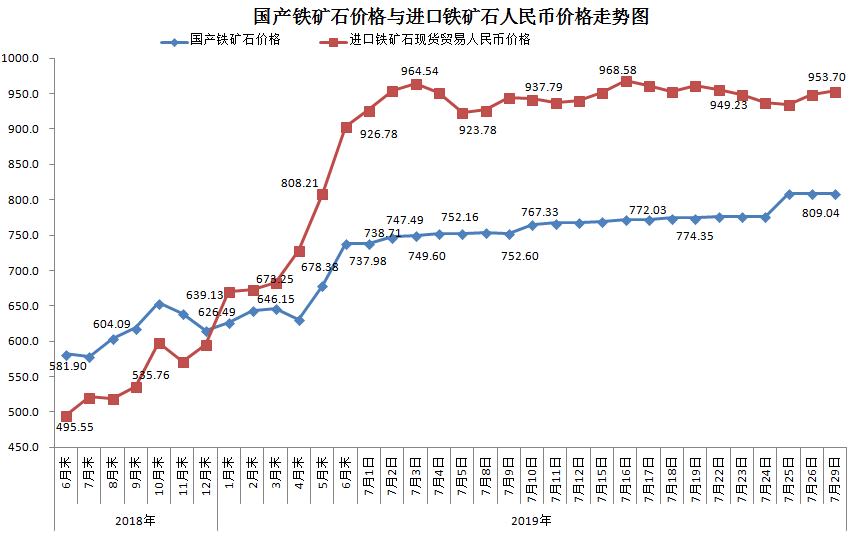 国产铁矿石价格与进口铁矿石人民币价格走势图
国产铁矿石价格
进口铁矿石现货贸易人民币价格
1000.0
950.0
900.0
850.0
800.0
750.0
700.0
650.0
600.0
550.0
500.0
450.0
581.90
604.09
639.13
626.49
646.15
678.38
737.98
738.71
747.49
749.60
752.16
752.60
767.33
772.03
774.35
809.04
495.55
535.76
673.25
808.21
926.78
964.54
923.78
937.79
968.58
949.23
953.70
6月末
7月末
8月末
9月末
10月末
11月末
12月末
1月末
2月末
3月末
4月末
5月末
6月末
7月1日
7月2日
7月3日
7月4日
7月5日
7月8日
7月9日
7月10日
7月11日
7月12日
7月15日
7月16日
7月17日
7月18日
7月19日
7月22日
7月23日
7月24日
7月25日
7月26日
7月29日
2018年
2019年